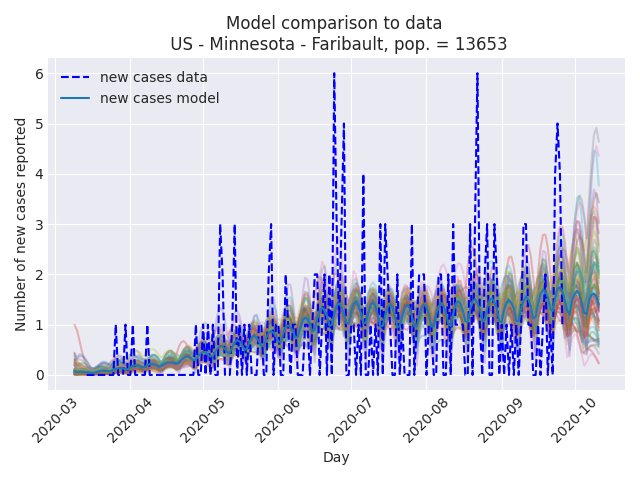 Model comparison to data
US - Minnesota - Faribault, pop. = 13653
new cases data
new cases model
Number of new cases reported
6
5
4
3
2
1
0
2020-03
2020-04
2020-05
2020-06
2020-07
2020-08
2020-09
2020-10
Day